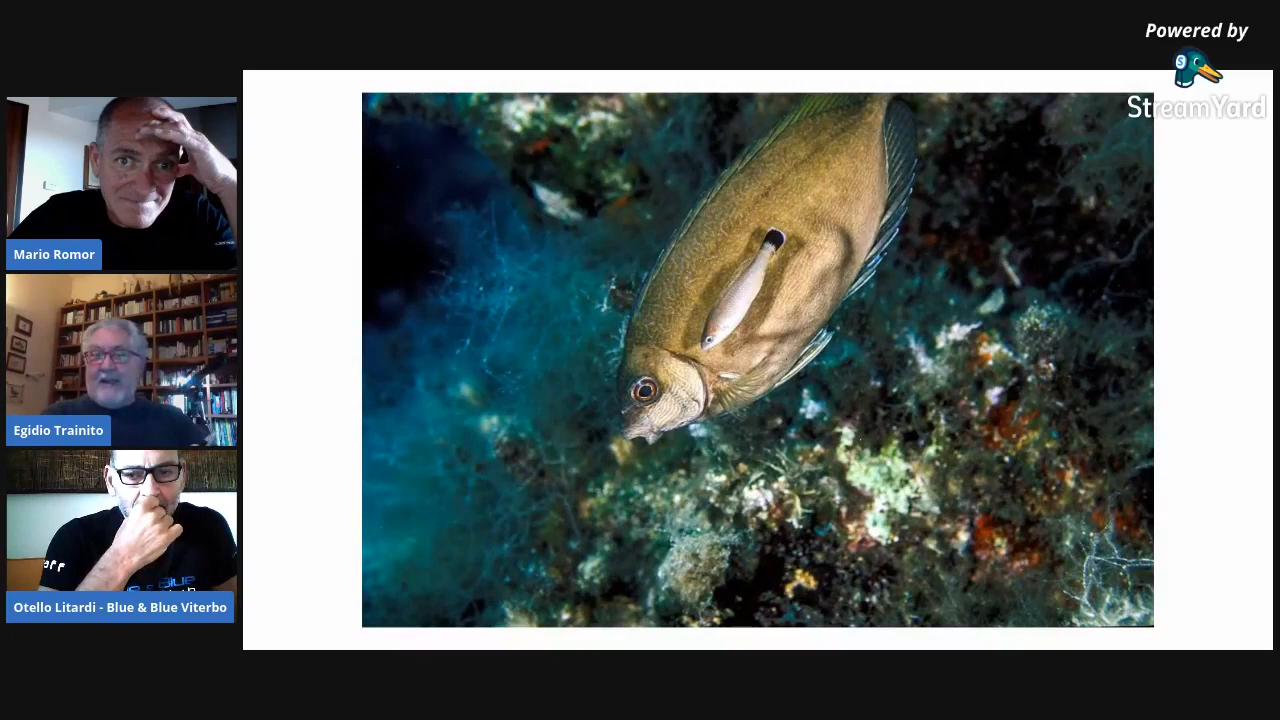 Powered by
StreamYard
Mario Romor
Egidio Trainito
Otello Litardi - Blue & Blue Viterbo